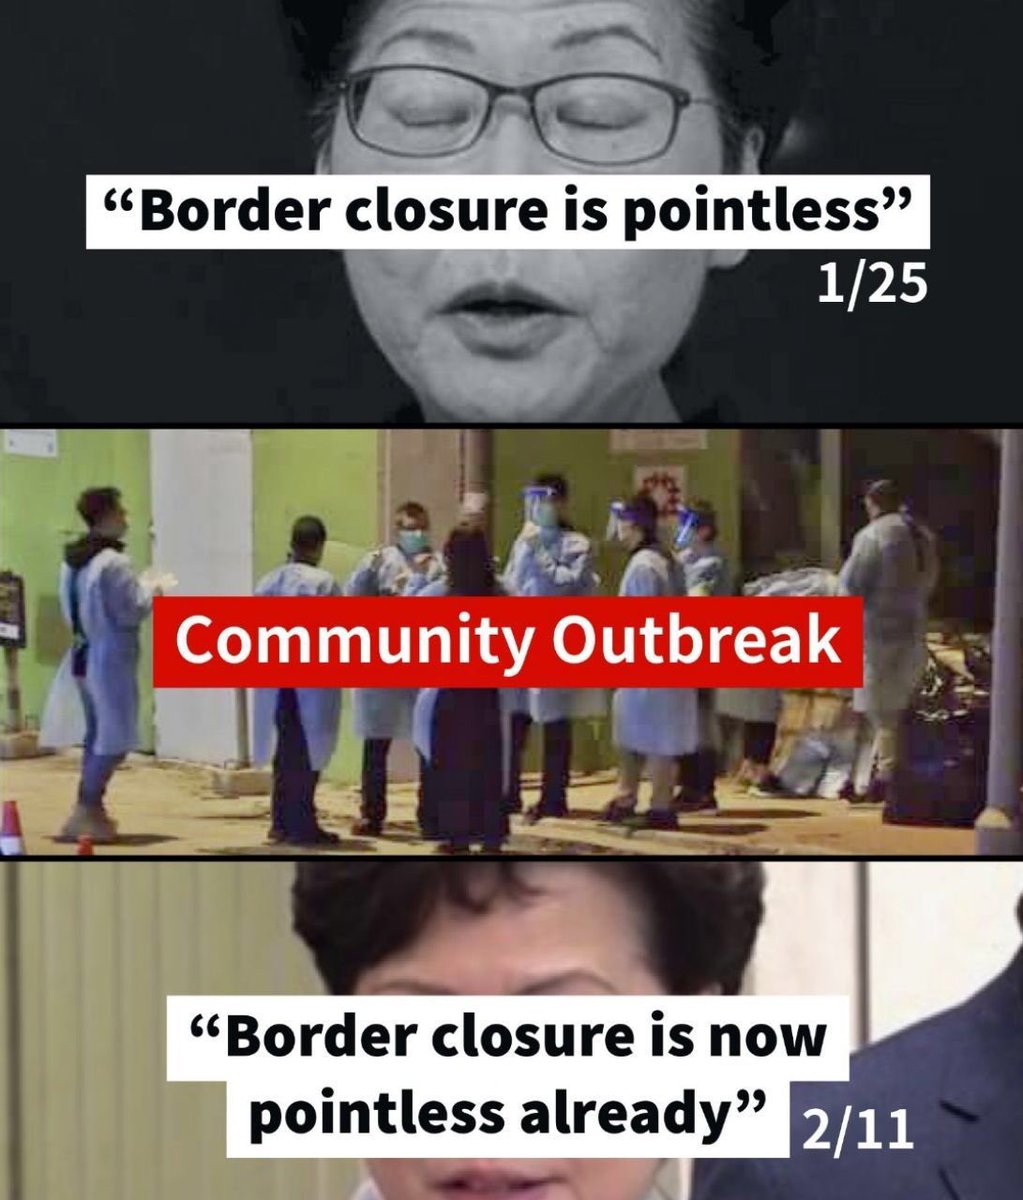 “Border closure is pointless”
1/25
Community Outbreak
“Border closure is now
pointless already”
2/11